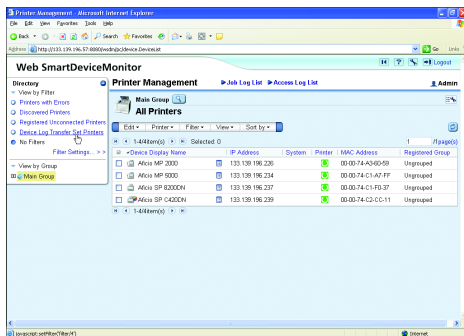 Printer Management - Microsoft Internet Explorer
File Edit View Favorites Tools Help
Back Search Favorites
Address http://133.139.196.57:8080/wsdm/pc/device.DeviceList Go Links
Web SmartDeviceMonitor Logout
Directory
View by Filter
Printers with Errors
Discovered Printers
Registered Unconnected Printers
Device Log Transfer Set Printers
No Filters
Filter Settings... > >
View by Group
Main Group
Printer Management Job Log List Access Log List Admin
Main Group
All Printers
Edit Printer Filter View Sort by
1-4/4item(s) Selected: 0 1 /1page(s)
Device Display Name IP Address System Printer MAC Address Registered Group
Aficio MP 2000 133.139.196.226 00-00-74-A3-60-59 Ungrouped
Aficio MP 9000 133.139.196.234 00-00-74-C1-A7-FF Ungrouped
Aficio SP 8200DN 133.139.196.237 00-00-74-C1-F0-37 Ungrouped
Aficio SP C420DN 133.139.196.239 00-00-74-C2-CC-11 Ungrouped
1-4/4item(s)
javascript:setFilter('filter/4') Internet